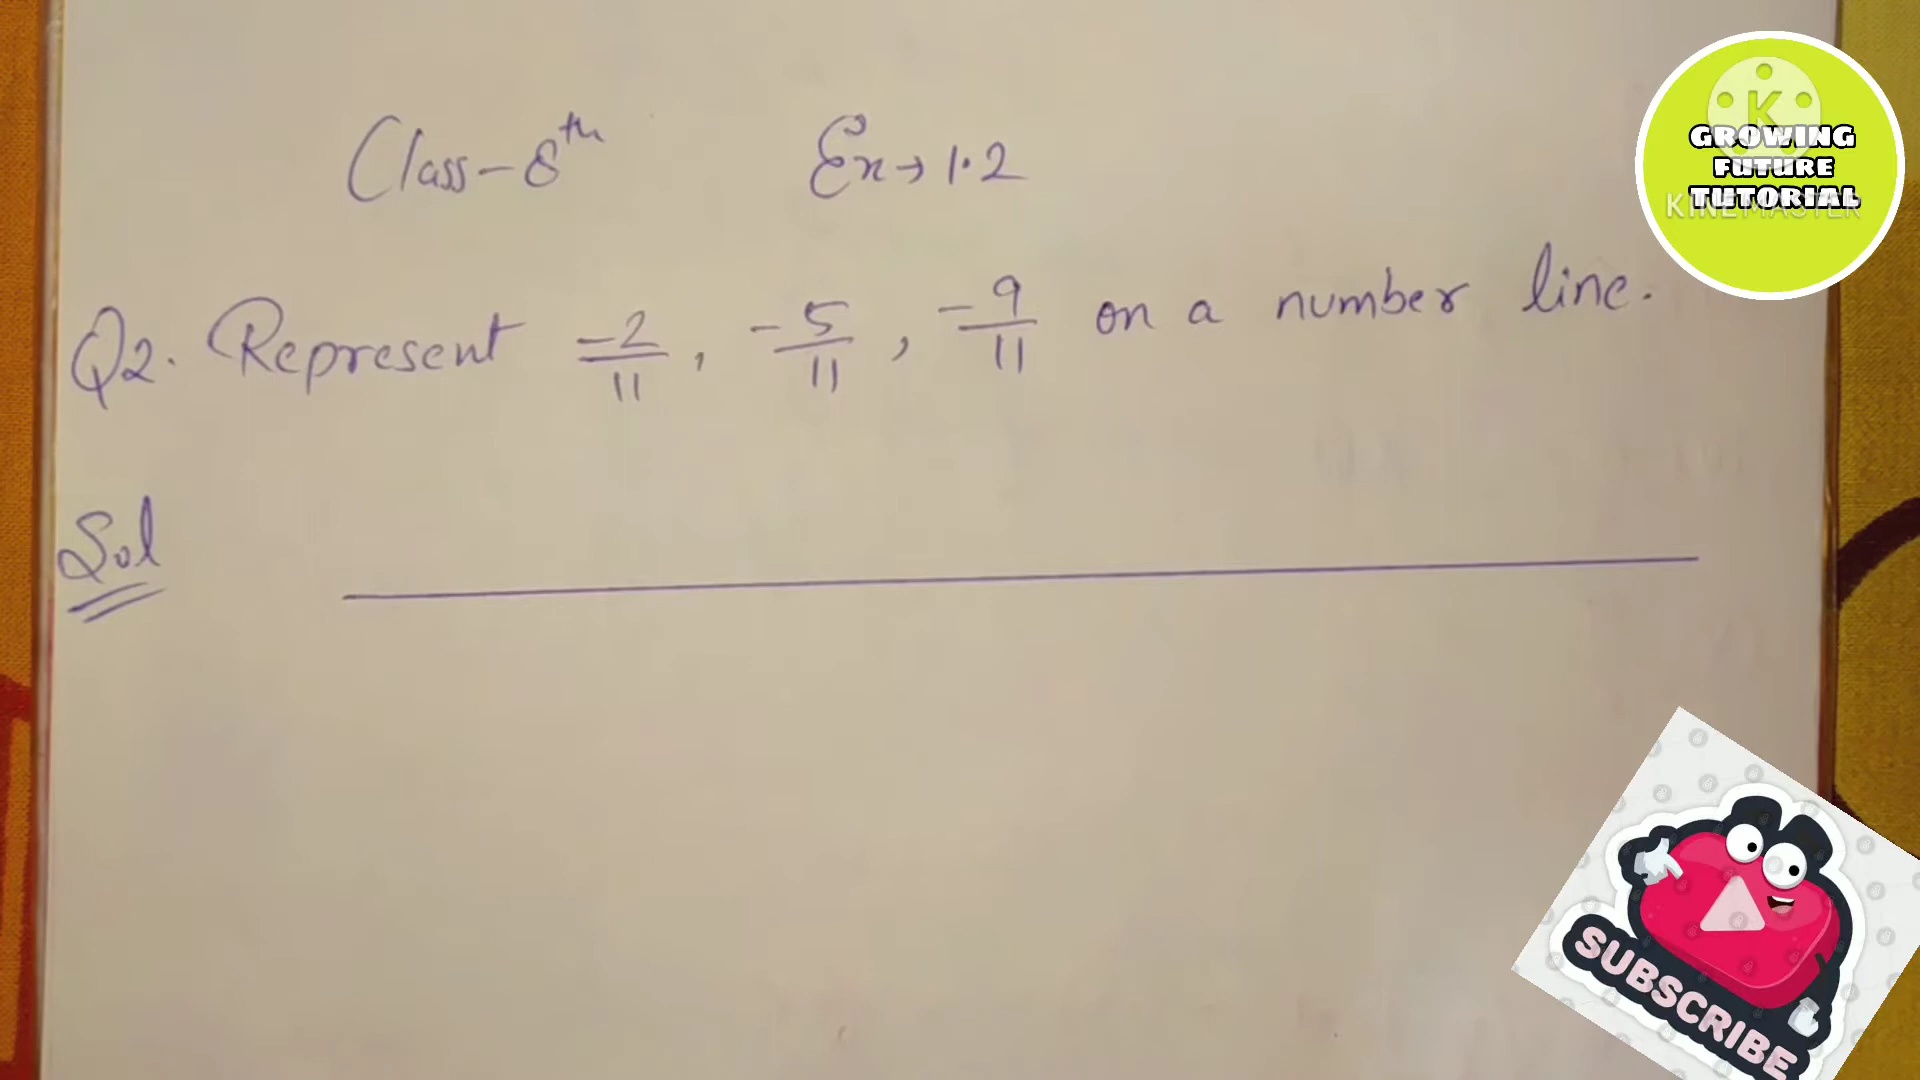 Class-8th Ex→1.2
Q2. Represent -2/11, -5/11, -9/11 on a number line.
Sol
GROWING
FUTURE
TUTORIAL
K
KINEMASTER
SUBSCRIBE